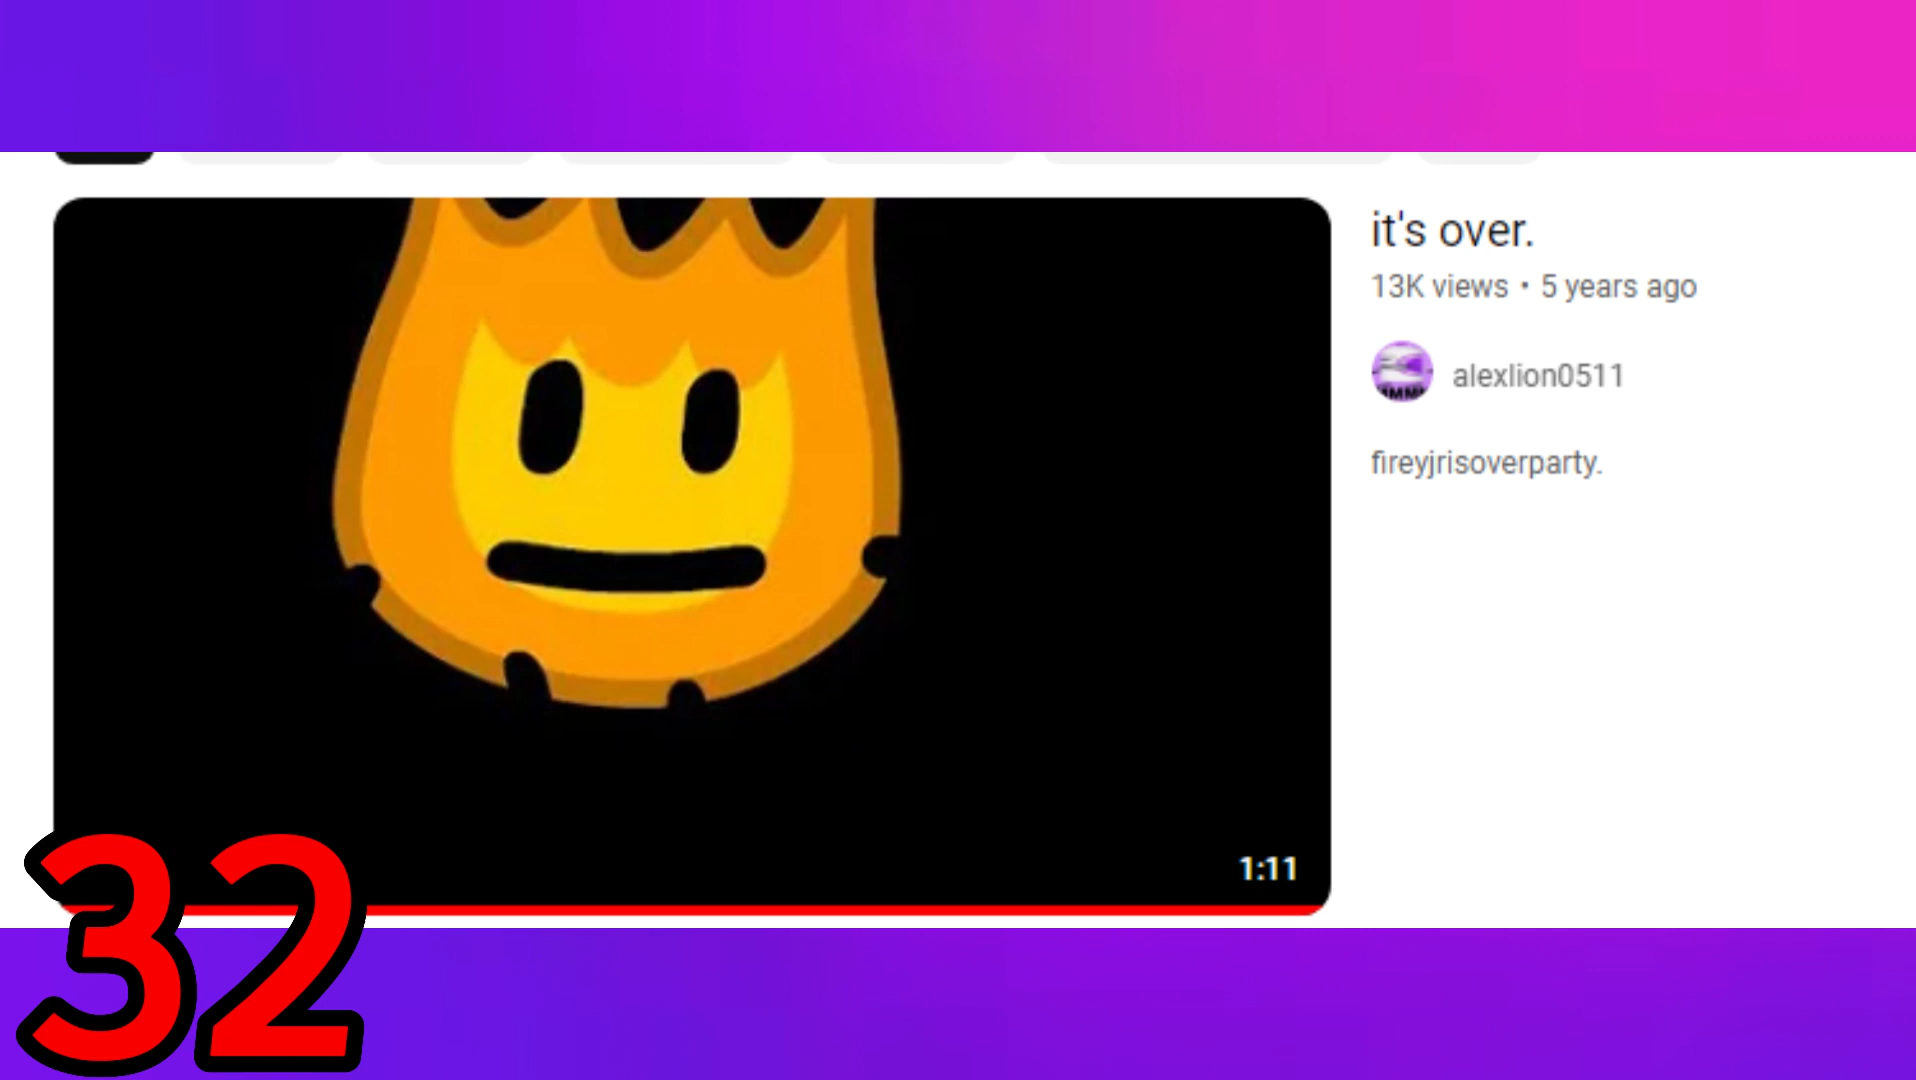 it's over.
13K views • 5 years ago
alexlion0511
fireyjrisoverparty.
1:11
32